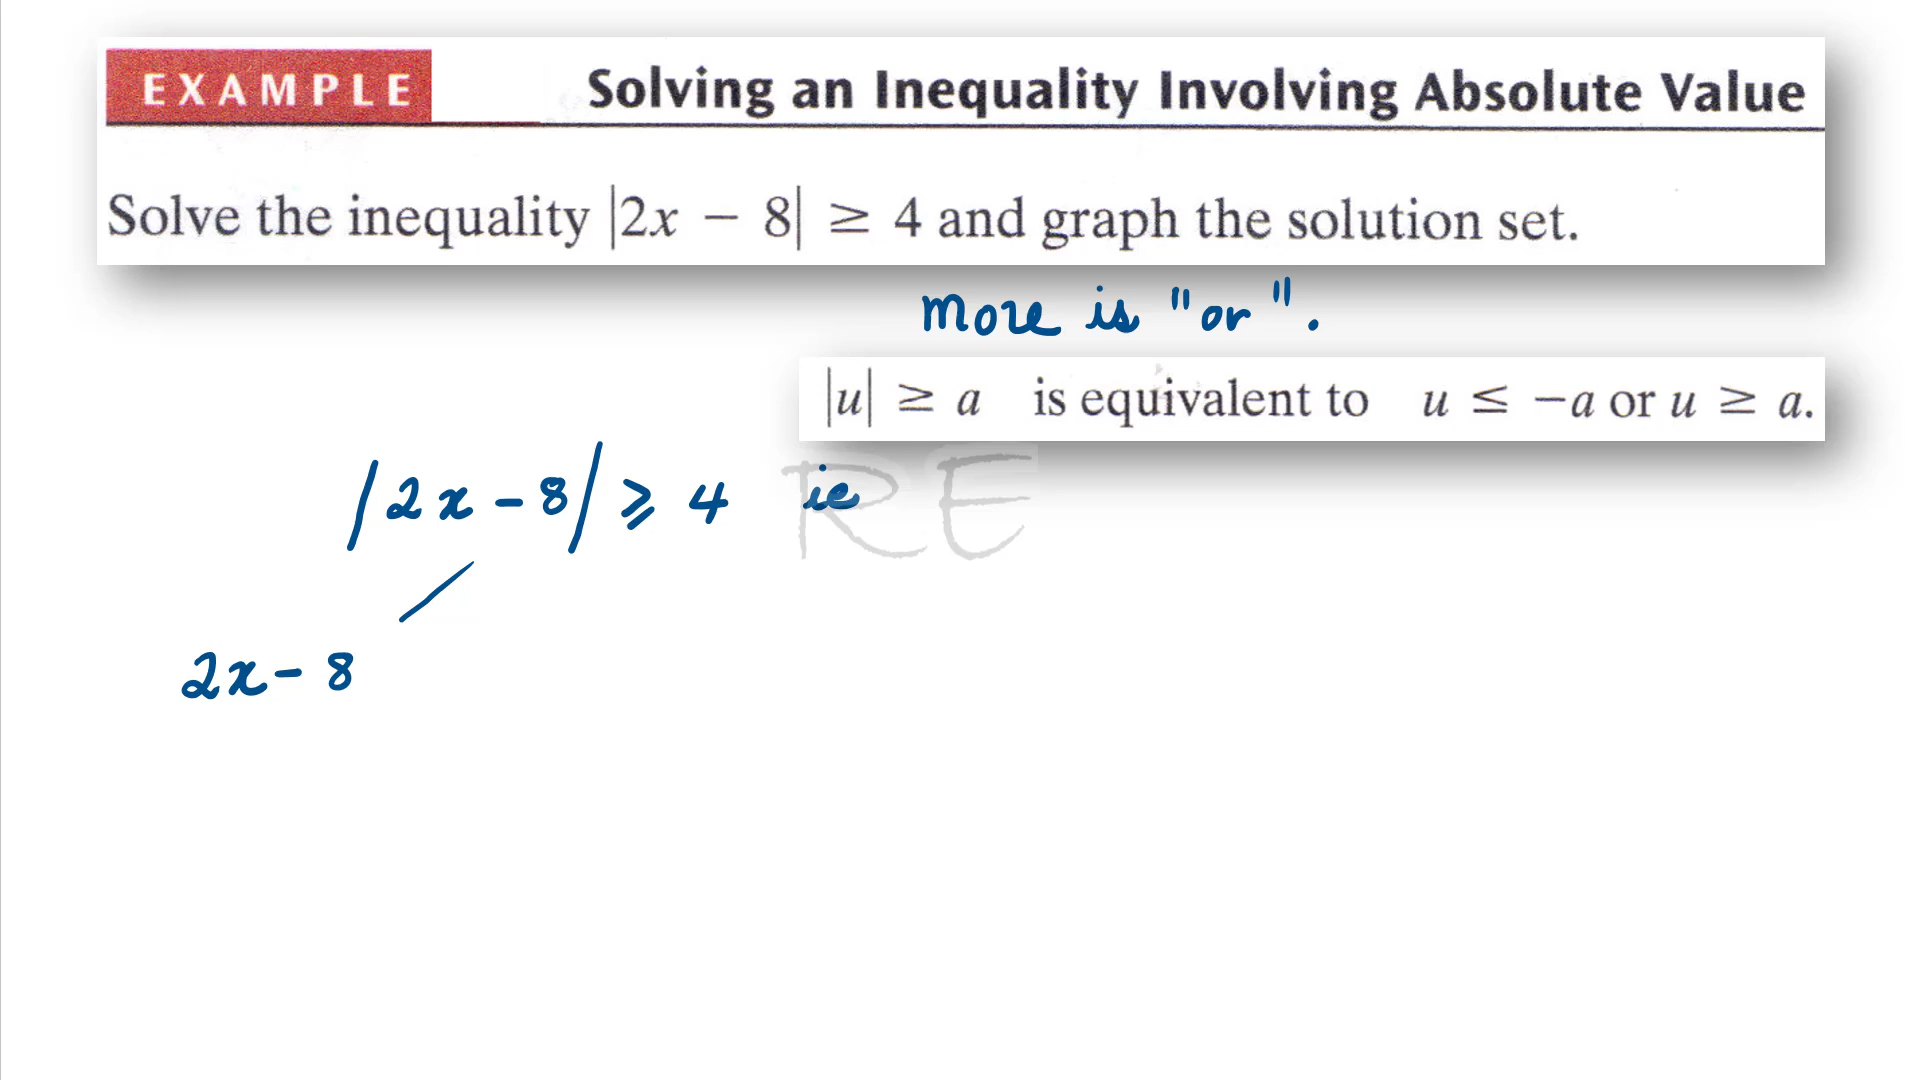 EXAMPLE Solving an Inequality Involving Absolute Value
Solve the inequality |2x − 8| ≥ 4 and graph the solution set.
More is "or".
|u| ≥ a is equivalent to u ≤ −a or u ≥ a.
|2x - 8| ⩾ 4 ie
RE
2x - 8